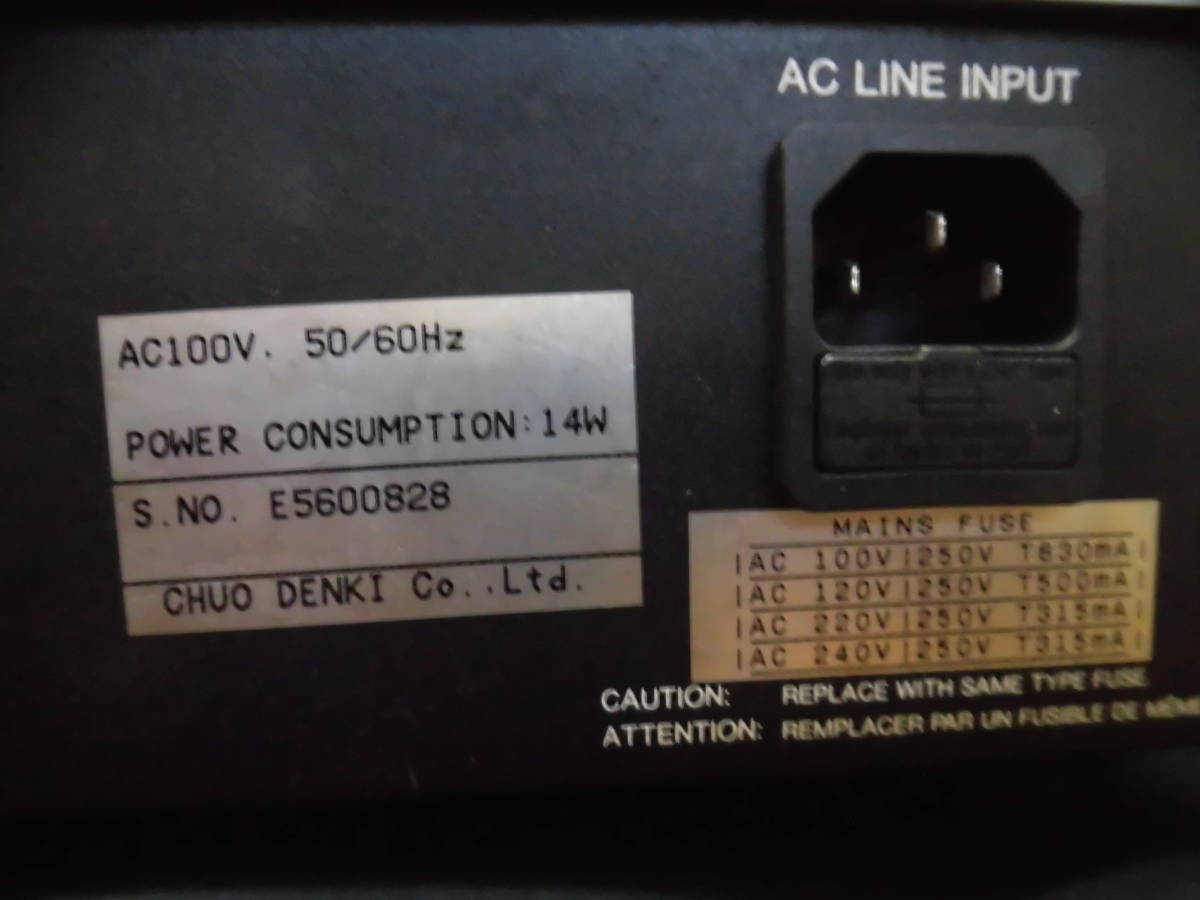 AC LINE INPUT
AC100V. 50/60Hz
POWER CONSUMPTION:14W
S.NO. E5600828
CHUO DENKI Co..Ltd.
MAINS FUSE
|AC 100V|250V T630mA|
|AC 120V|250V T500mA|
|AC 220V|250V T315mA|
|AC 240V|250V T315mA|
CAUTION: REPLACE WITH SAME TYPE FUSE
ATTENTION: REMPLACER PAR UN FUSIBLE DE MÊME